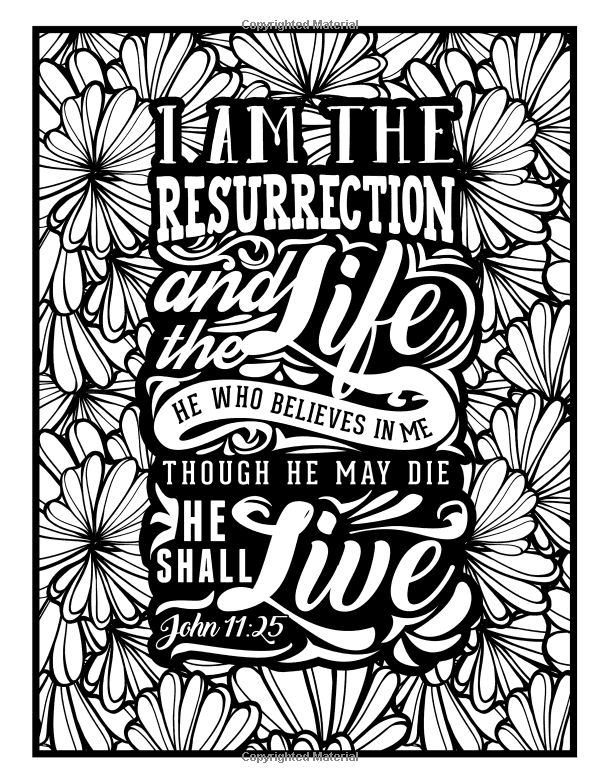 Copyrighted Material
I AM THE
RESURRECTION
and Life
the
HE WHO BELIEVES IN ME
THOUGH HE MAY DIE
HE
SHALL Live
John 11:25
Copyrighted Material